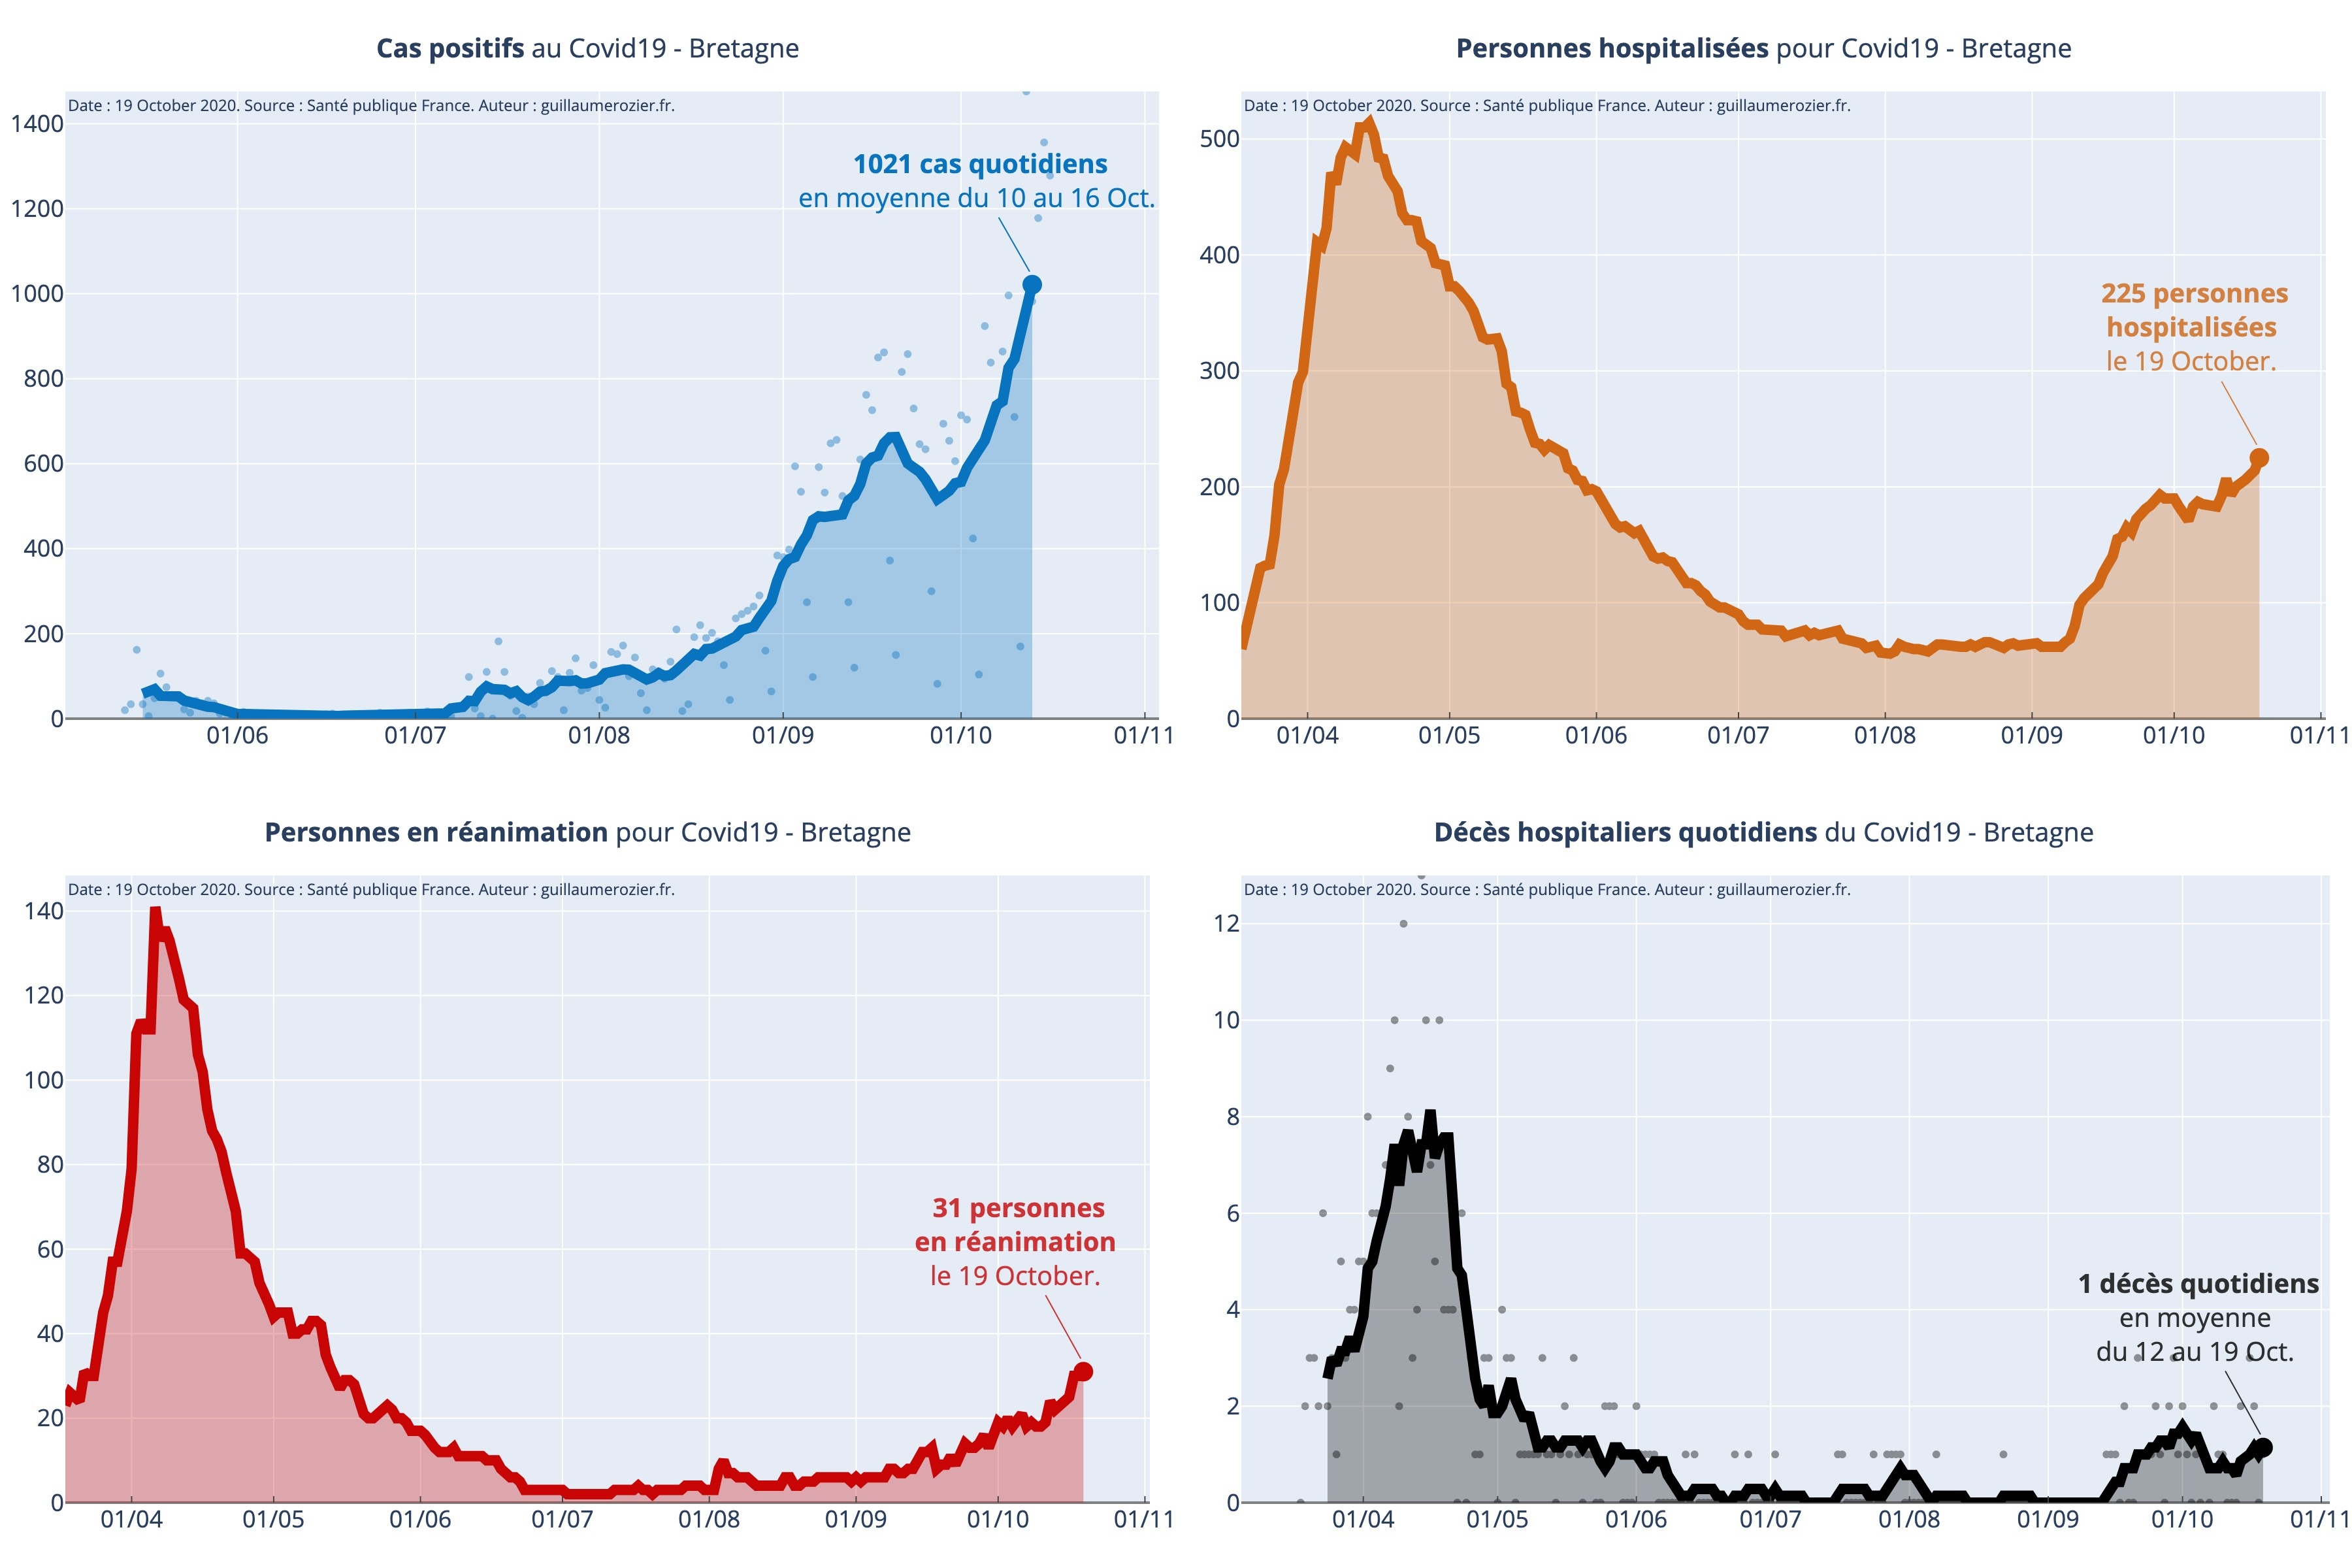 Cas positifs au Covid19 - Bretagne
Date : 19 October 2020. Source : Santé publique France. Auteur : guillaumerozier.fr.
1400
1200
1000
800
600
400
200
0
1021 cas quotidiens
en moyenne du 10 au 16 Oct.
01/06 01/07 01/08 01/09 01/10 01/11
Personnes hospitalisées pour Covid19 - Bretagne
Date : 19 October 2020. Source : Santé publique France. Auteur : guillaumerozier.fr.
500
400
300
200
100
0
225 personnes
hospitalisées
le 19 October.
01/04 01/05 01/06 01/07 01/08 01/09 01/10 01/11
Personnes en réanimation pour Covid19 - Bretagne
Date : 19 October 2020. Source : Santé publique France. Auteur : guillaumerozier.fr.
140
120
100
80
60
40
20
0
31 personnes
en réanimation
le 19 October.
01/04 01/05 01/06 01/07 01/08 01/09 01/10 01/11
Décès hospitaliers quotidiens du Covid19 - Bretagne
Date : 19 October 2020. Source : Santé publique France. Auteur : guillaumerozier.fr.
12
10
8
6
4
2
0
1 décès quotidiens
en moyenne
du 12 au 19 Oct.
01/04 01/05 01/06 01/07 01/08 01/09 01/10 01/11